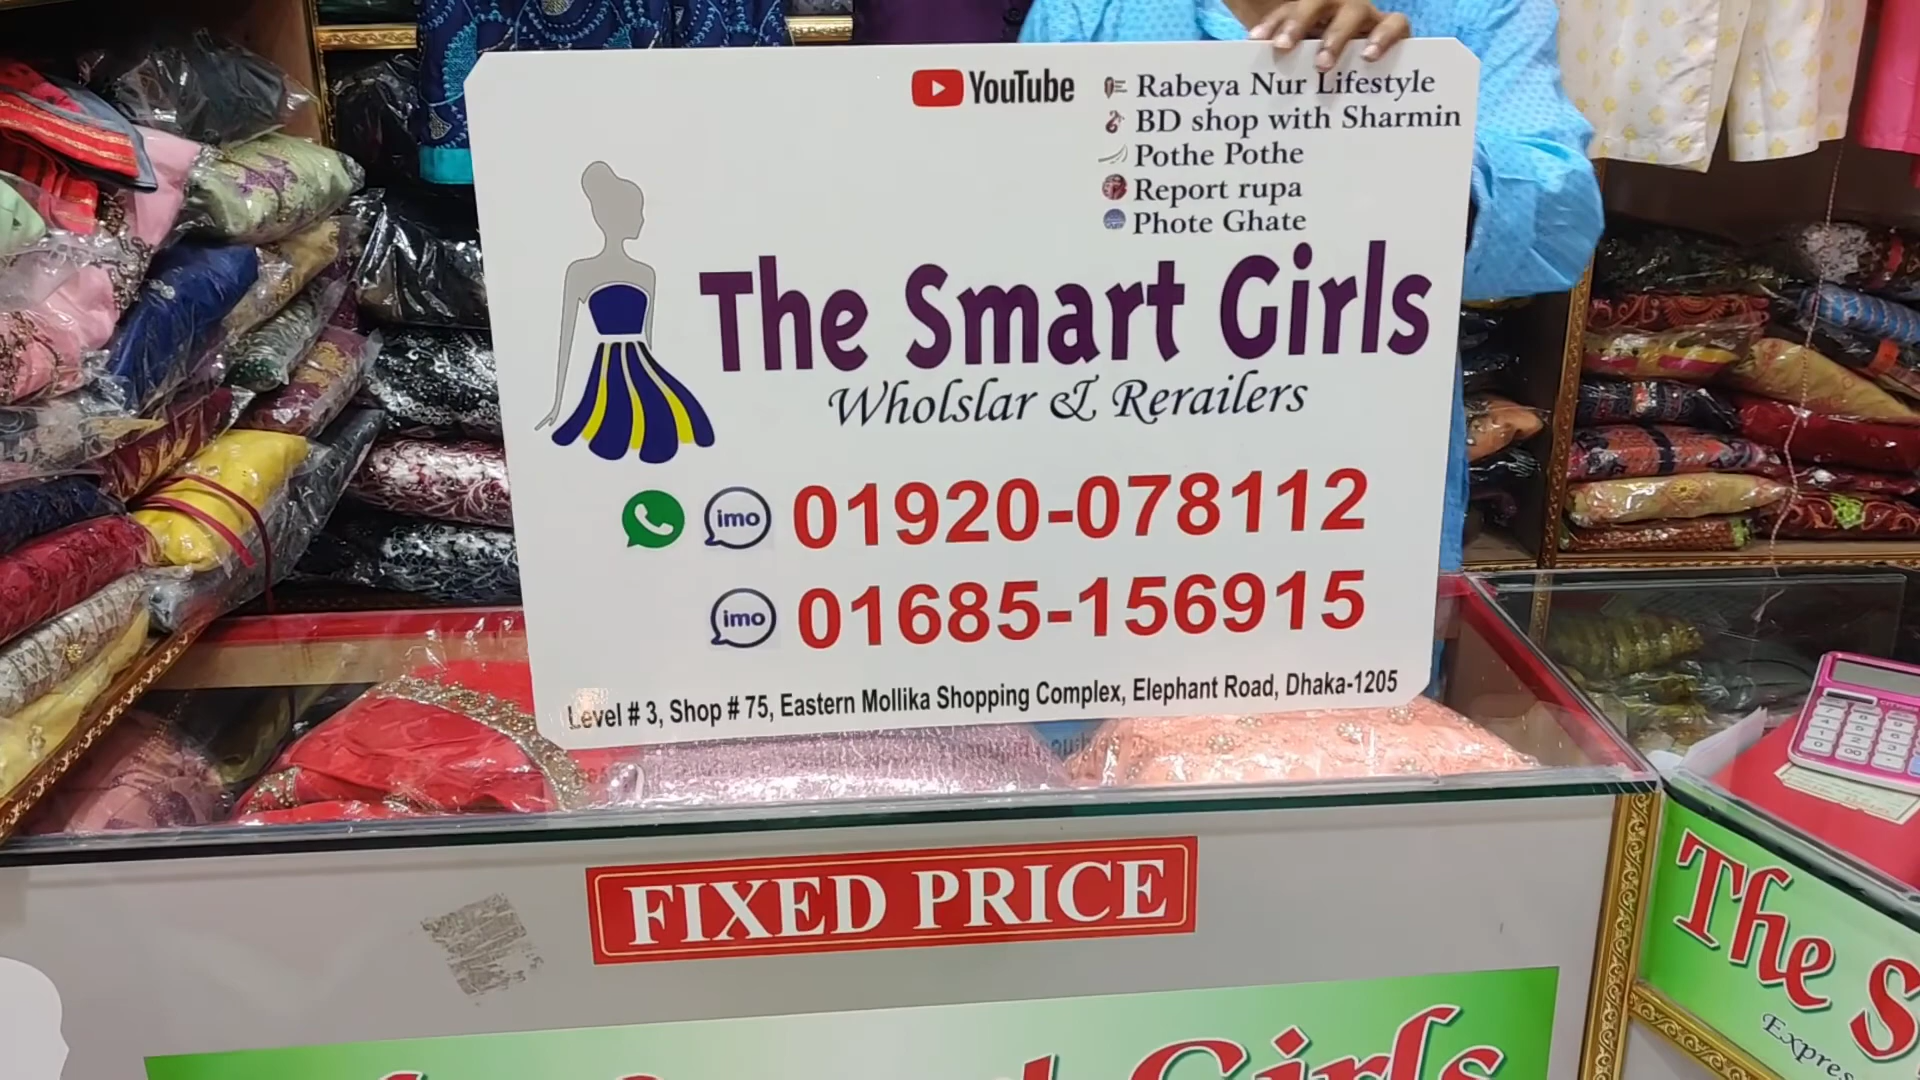 YouTube
Rabeya Nur Lifestyle
BD shop with Sharmin
Pothe Pothe
Report rupa
Phote Ghate
The Smart Girls
Wholslar & Rerailers
imo 01920-078112
imo 01685-156915
Level # 3, Shop # 75, Eastern Mollika Shopping Complex, Elephant Road, Dhaka-1205
FIXED PRICE
The S
Expres
Girls